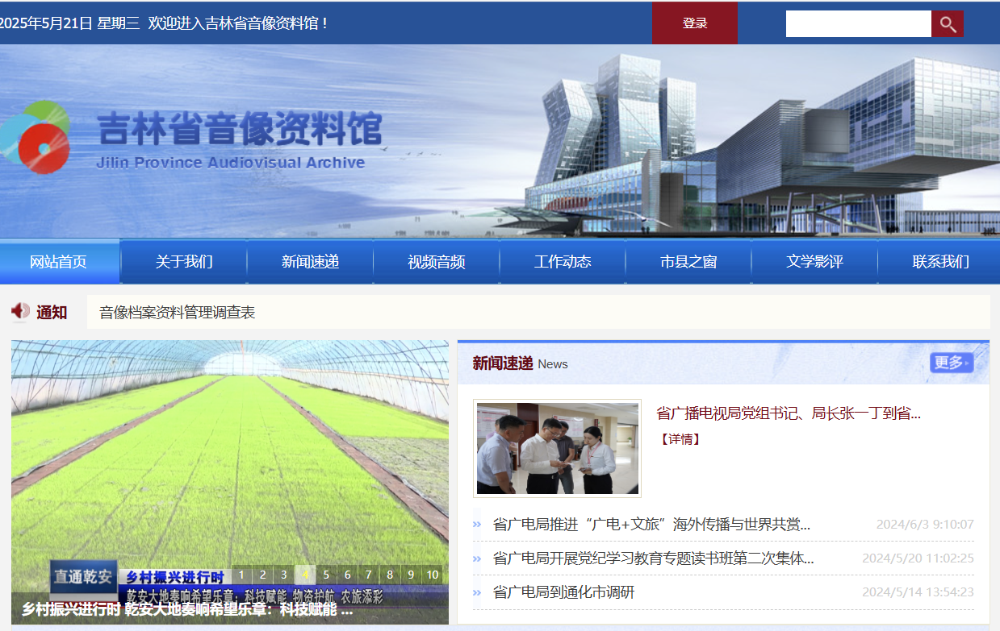 2025年5月21日 星期三 欢迎进入吉林省音像资料馆！
登录
吉林省音像资料馆
Jilin Province Audiovisual Archive
网站首页 关于我们 新闻速递 视频音频 工作动态 市县之窗 文学影评 联系我们
通知 音像档案资料管理调查表
新闻速递 News 更多
省广播电视局党组书记、局长张一丁到省...
【详情】
省广电局推进“广电+文旅”海外传播与世界共赏... 2024/6/3 9:10:07
省广电局开展党纪学习教育专题读书班第二次集体... 2024/5/20 11:02:25
省广电局到通化市调研 2024/5/14 13:54:23
直通乾安 乡村振兴进行时 1 2 3 4 5 6 7 8 9 10
乾安大地奏响希望乐章：科技赋能 物资护航 农旅添彩
乡村振兴进行时 乾安大地奏响希望乐章：科技赋能 ...